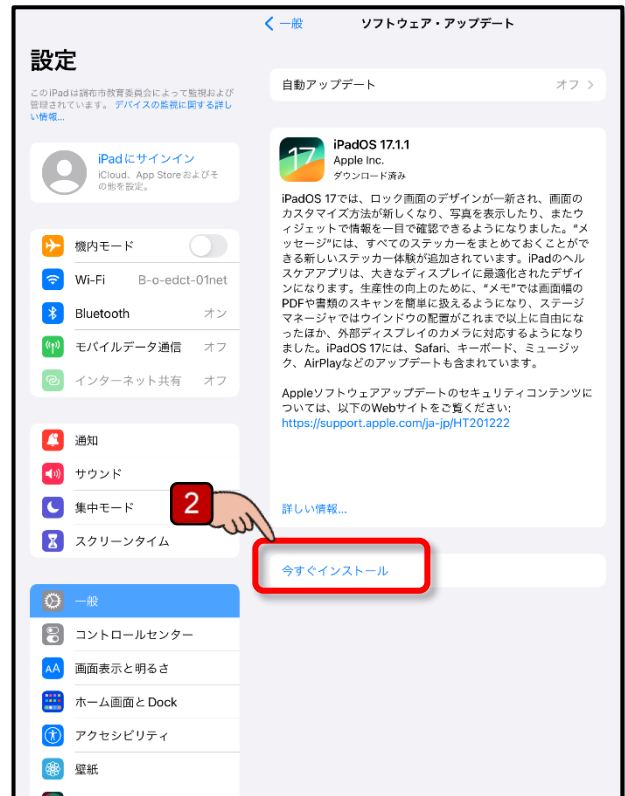 設定
このiPadは調布市教育委員会によって監視および
管理されています。デバイスの監視に関する詳し
い情報...
iPadにサインイン
iCloud、App Storeおよびそ
の他を設定。
機内モード
Wi-Fi B-o-edct-01net
Bluetooth オン
モバイルデータ通信 オフ
インターネット共有 オフ
通知
サウンド
集中モード
スクリーンタイム
一般
コントロールセンター
AA 画面表示と明るさ
ホーム画面とDock
アクセシビリティ
壁紙
一般 ソフトウェア・アップデート
自動アップデート オフ
17
iPadOS 17.1.1
Apple Inc.
ダウンロード済み
iPadOS 17では、ロック画面のデザインが一新され、画面の
カスタマイズ方法が新しくなり、写真を表示したり、またウ
ィジェットで情報を一目で確認できるようになりました。“メ
ッセージ”には、すべてのステッカーをまとめておくことがで
きる新しいステッカー体験が追加されています。iPadのヘル
スケアアプリは、大きなディスプレイに最適化されたデザイ
ンになります。生産性の向上のために、“メモ”では画面幅の
PDFや書類のスキャンを簡単に扱えるようになり、ステージ
マネージャではウインドウの配置がこれまで以上に自由にな
ったほか、外部ディスプレイのカメラに対応するようになり
ました。iPadOS 17には、Safari、キーボード、ミュージッ
ク、AirPlayなどのアップデートも含まれています。
Appleソフトウェアアップデートのセキュリティコンテンツに
ついては、以下のWebサイトをご覧ください:
https://support.apple.com/ja-jp/HT201222
詳しい情報...
2
今すぐインストール